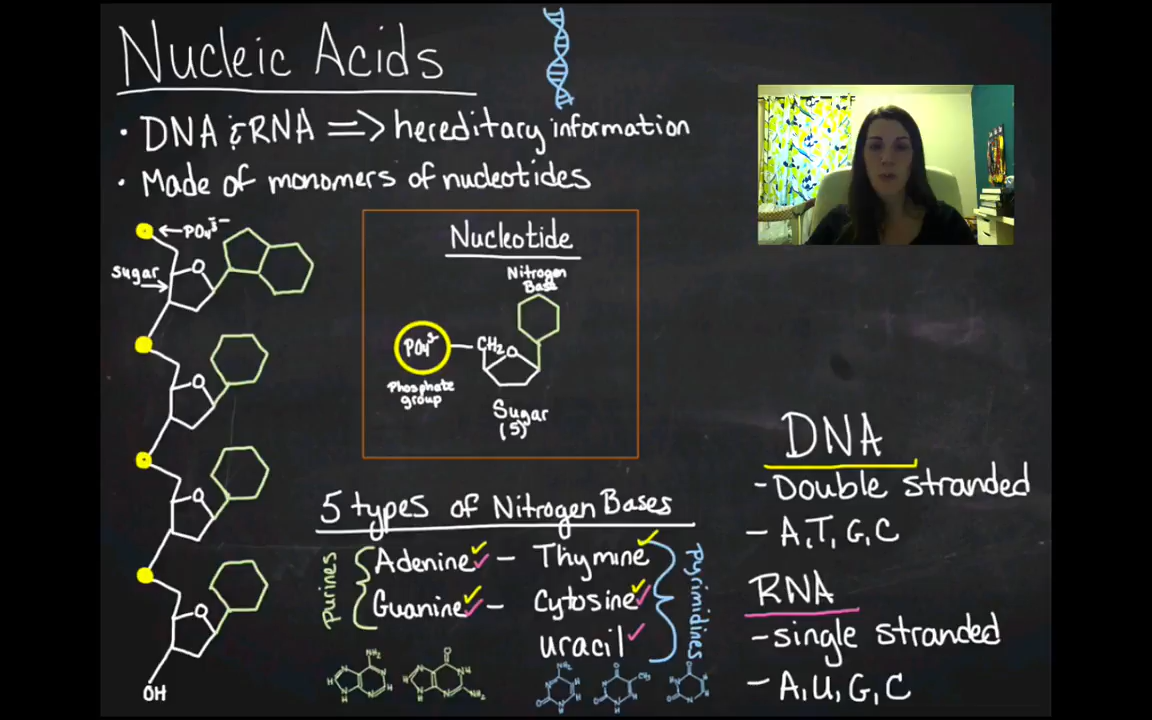 Nucleic Acids
• DNA & RNA => hereditary information
• Made of monomers of nucleotides
←PO₄³⁻
sugar
OH
Nucleotide
Nitrogen
Base
PO₄³⁻
CH₂
O
Phosphate
group
Sugar
(5)
5 types of Nitrogen Bases
Purines
Adenine✓✓ – Thymine✓
Guanine✓✓ – Cytosine✓✓
uracil✓
Pyrimidines
DNA
- Double stranded
- A,T,G,C
RNA
- single stranded
- A,U,G,C